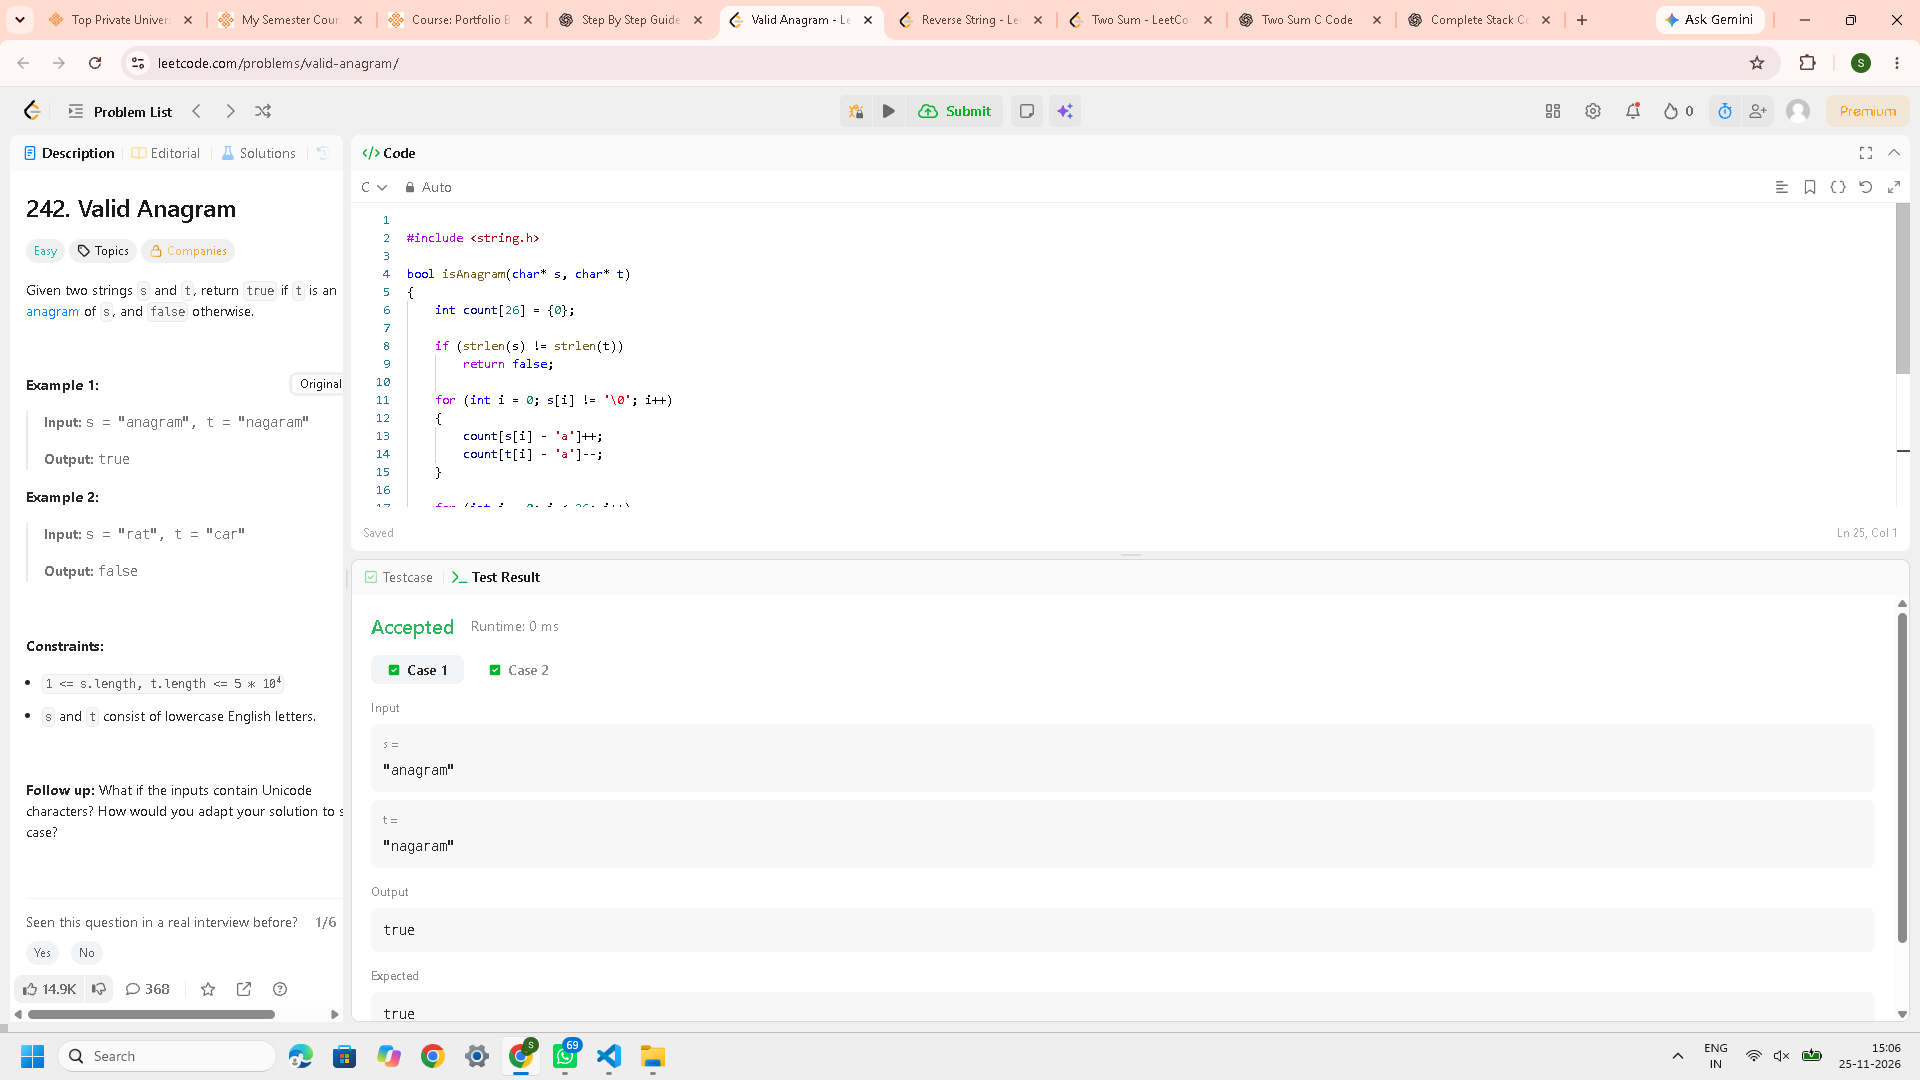 Top Private Univers
My Semester Cour
Course: Portfolio B
Step By Step Guide
Valid Anagram - Le
Reverse String - Le
Two Sum - LeetCo
Two Sum C Code
Complete Stack Co
Ask Gemini
leetcode.com/problems/valid-anagram/
S
Problem List
Submit
0
Premium
Description
Editorial
Solutions
</> Code
C
Auto
242. Valid Anagram
Easy
Topics
Companies
Given two strings s and t, return true if t is an
anagram of s, and false otherwise.
Original
Example 1:
Input: s = "anagram", t = "nagaram"
Output: true
Example 2:
Input: s = "rat", t = "car"
Output: false
Constraints:
1 <= s.length, t.length <= 5 * 10⁴
s and t consist of lowercase English letters.
Follow up: What if the inputs contain Unicode
characters? How would you adapt your solution to s
case?
Seen this question in a real interview before? 1/6
Yes
No
14.9K
368
1
2 #include <string.h>
3
4 bool isAnagram(char* s, char* t)
5 {
6 int count[26] = {0};
7
8 if (strlen(s) != strlen(t))
9 return false;
10
11 for (int i = 0; s[i] != '\0'; i++)
12 {
13 count[s[i] - 'a']++;
14 count[t[i] - 'a']--;
15 }
16
17 for (int i = 0; i < 26; i++)
Saved
Ln 25, Col 1
Testcase
Test Result
Accepted
Runtime: 0 ms
Case 1
Case 2
Input
s =
"anagram"
t =
"nagaram"
Output
true
Expected
true
Search
S
69
ENG
IN
15:06
25-11-2026